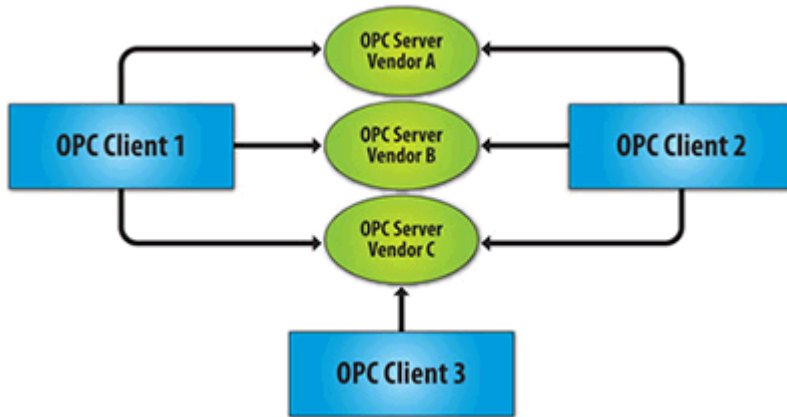 OPC Server
Vendor A
OPC Client 1
OPC Server
Vendor B
OPC Client 2
OPC Server
Vendor C
OPC Client 3